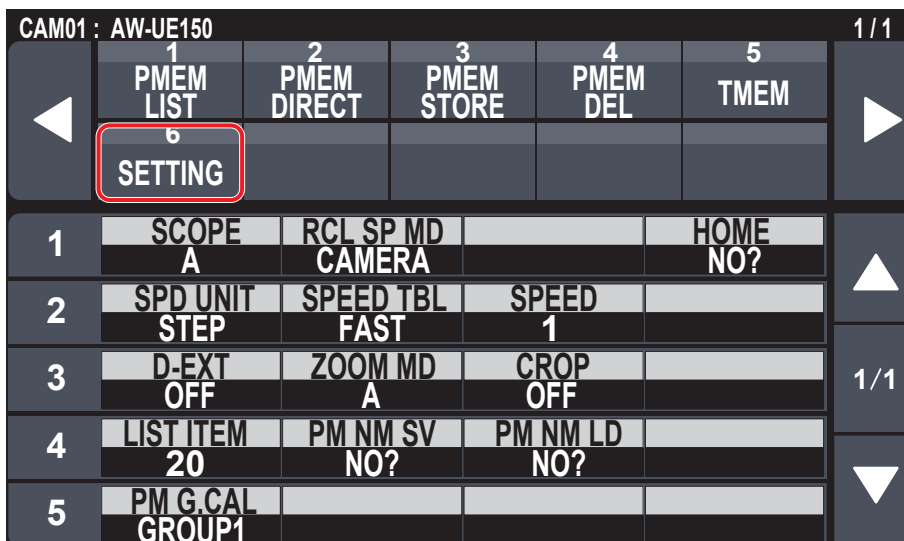 CAM01 : AW-UE150 1 / 1
1 2 3 4 5
PMEM LIST PMEM DIRECT PMEM STORE PMEM DEL TMEM
6
SETTING
1 SCOPE RCL SP MD HOME
A CAMERA NO?
2 SPD UNIT SPEED TBL SPEED
STEP FAST 1
3 D-EXT ZOOM MD CROP 1/1
OFF A OFF
4 LIST ITEM PM NM SV PM NM LD
20 NO? NO?
5 PM G.CAL
GROUP1